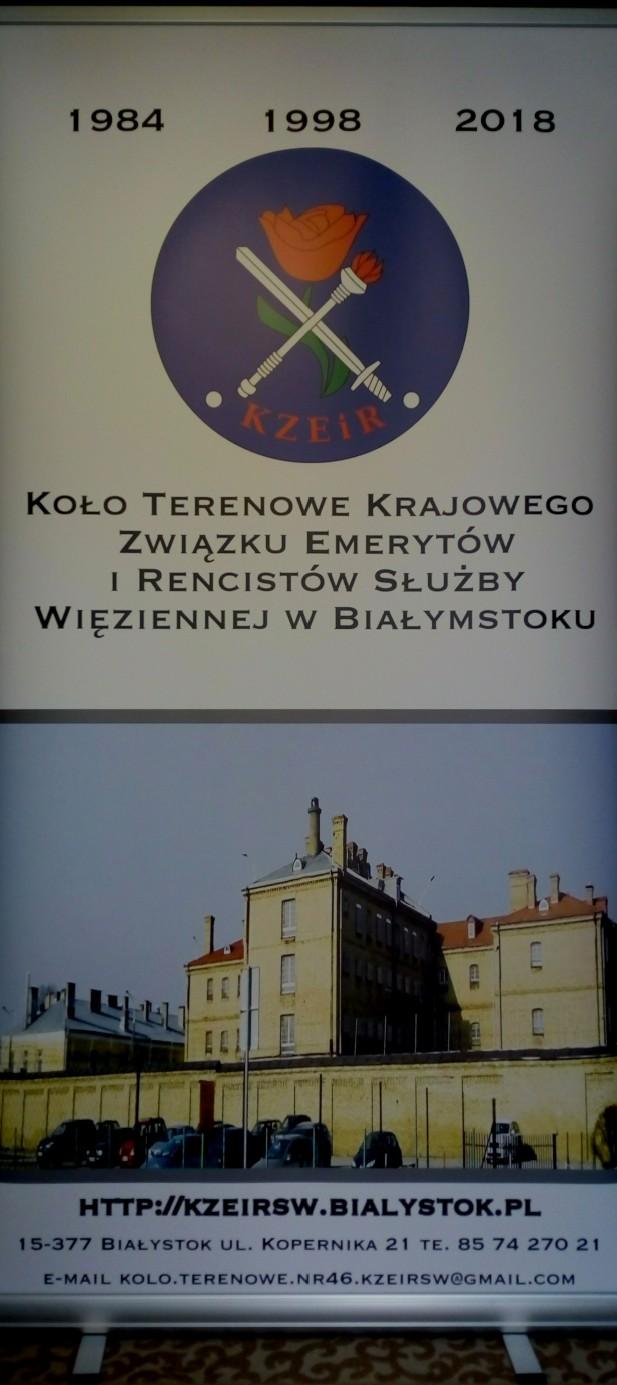 1984 1998 2018
KZEiR
KOŁO TERENOWE KRAJOWEGO
ZWIĄZKU EMERYTÓW
I RENCISTÓW SŁUŻBY
WIĘZIENNEJ W BIAŁYMSTOKU
HTTP://KZEIRSW.BIALYSTOK.PL
15-377 BIAŁYSTOK UL. KOPERNIKA 21 TE. 85 74 270 21
E-MAIL KOLO.TERENOWE.NR46.KZEIRSW@GMAIL.COM